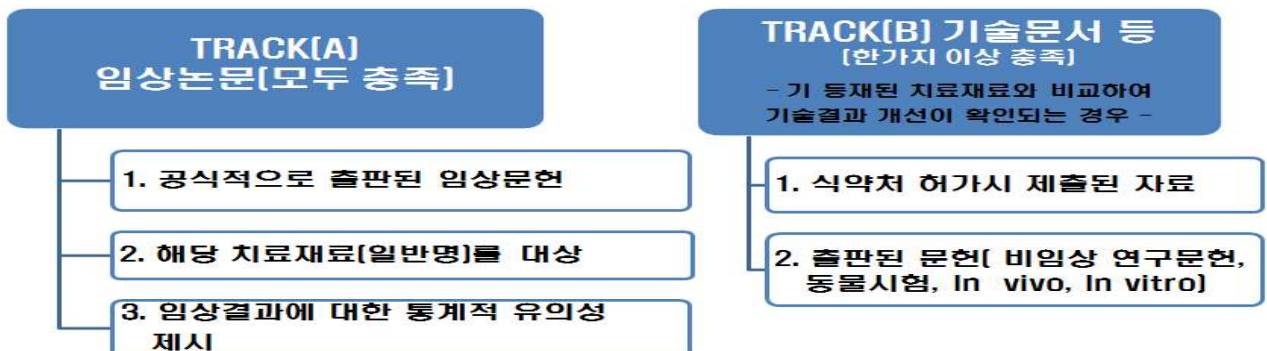 TRACK(A)
임상논문(모두 충족)
1. 공식적으로 출판된 임상문헌
2. 해당 치료재료(일반명)를 대상
3. 임상결과에 대한 통계적 유의성
제시
TRACK(B) 기술문서 등
(한가지 이상 충족)
- 기 등재된 치료재료와 비교하여
기술결과 개선이 확인되는 경우 -
1. 식약처 허가시 제출된 자료
2. 출판된 문헌( 비임상 연구문헌,
동물시험, In vivo, In vitro)